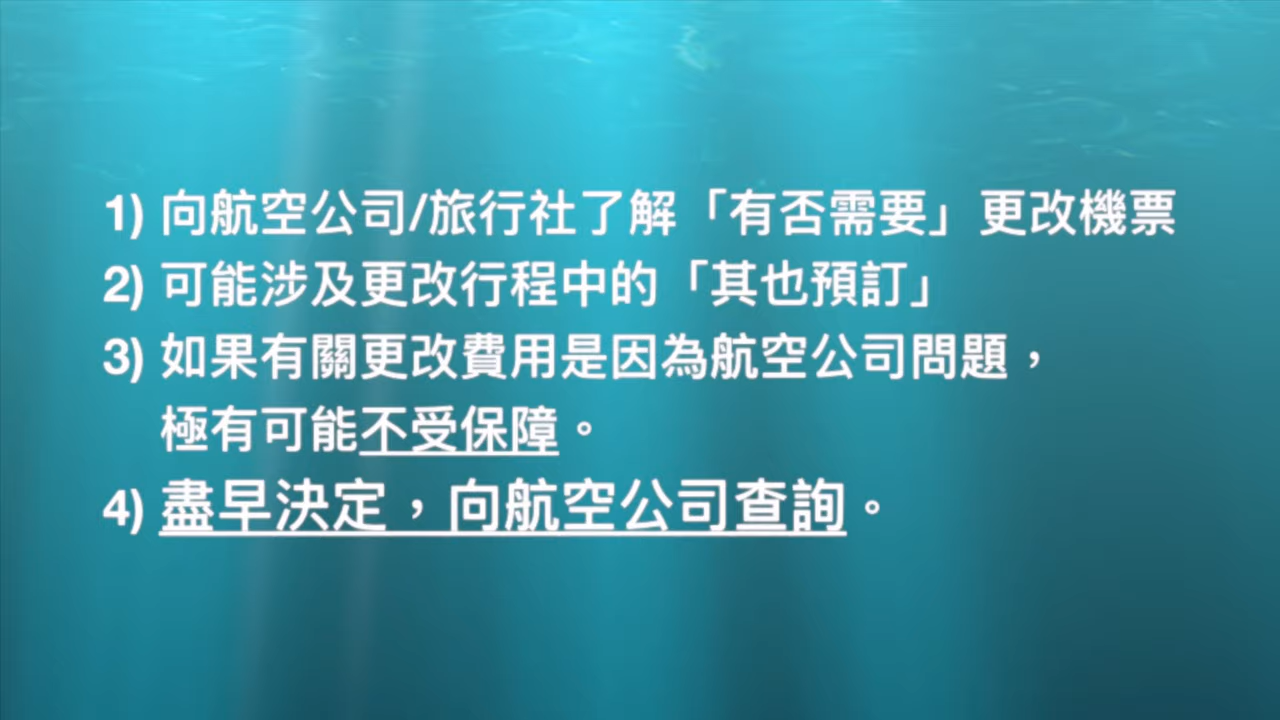 1) 向航空公司/旅行社了解「有否需要」更改機票
2) 可能涉及更改行程中的「其也預訂」
3) 如果有關更改費用是因為航空公司問題，
極有可能不受保障。
4) 盡早決定，向航空公司查詢。